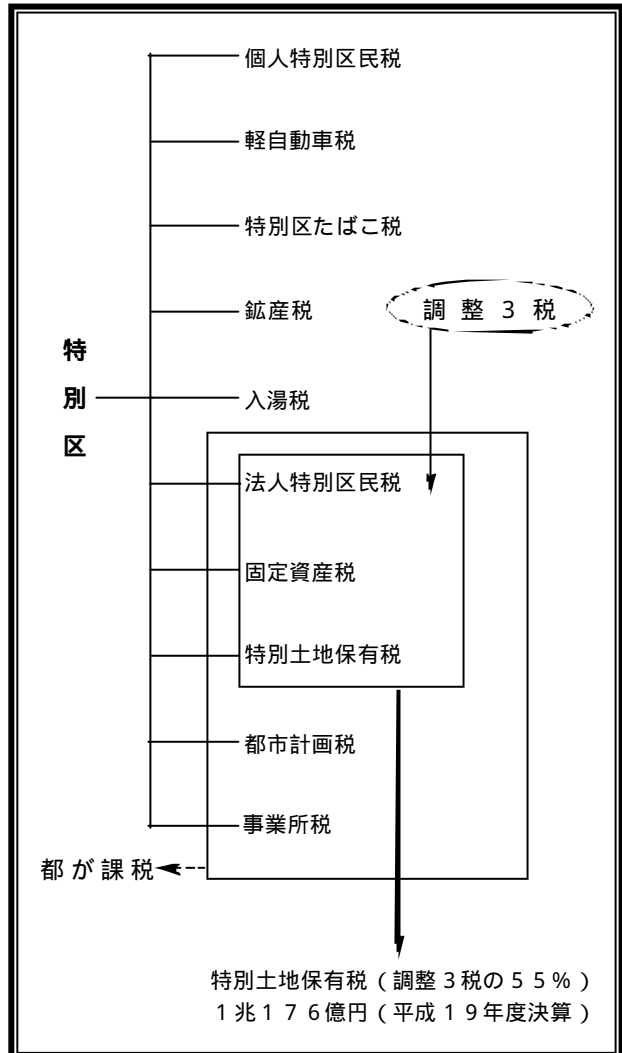 個人特別区民税
軽自動車税
特別区たばこ税
鉱産税
調整3税
特別区
入湯税
法人特別区民税
固定資産税
特別土地保有税
都市計画税
事業所税
都が課税
特別土地保有税(調整3税の55%)
1兆176億円(平成19年度決算)